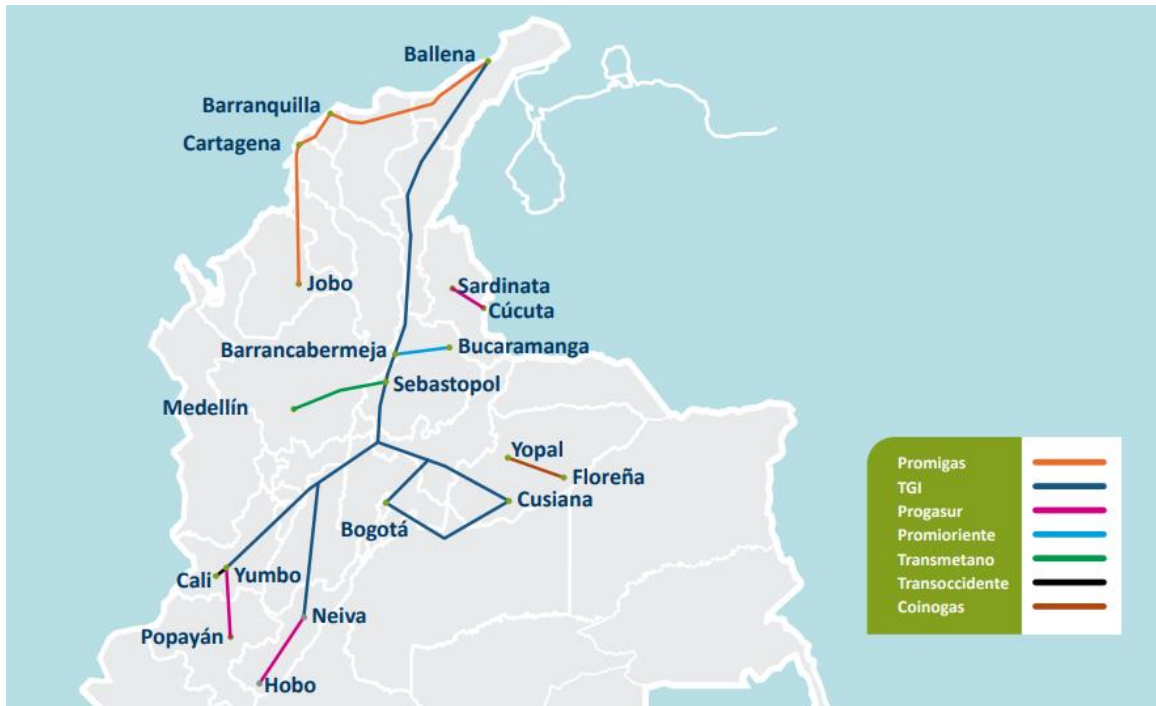 Ballena
Barranquilla
Cartagena
Jobo
Sardinata
Cúcuta
Barrancabermeja
Bucaramanga
Sebastopol
Medellín
Yopal
Floreña
Cusiana
Bogotá
Cali
Yumbo
Neiva
Popayán
Hobo
Promigas
TGI
Progasur
Promioriente
Transmetano
Transoccidente
Coinogas